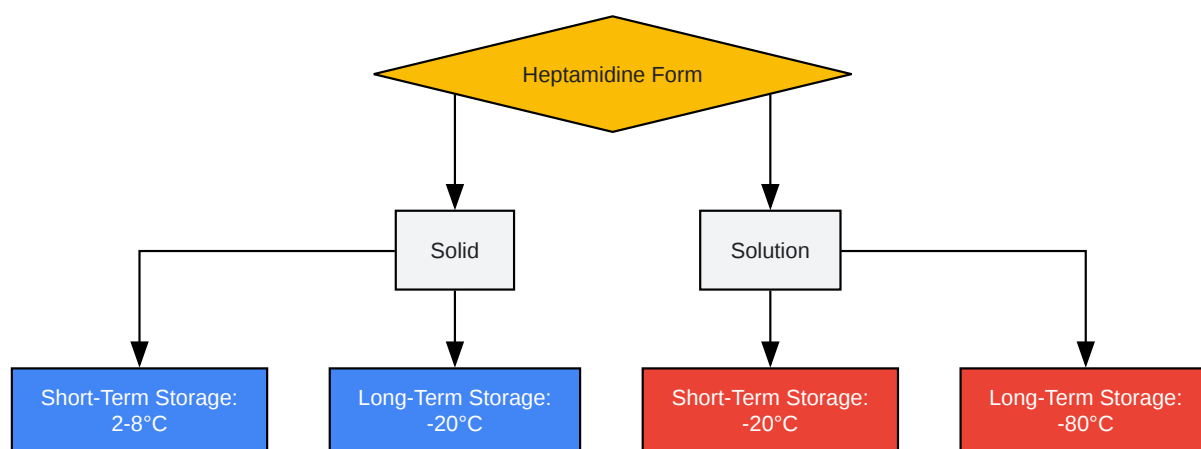 Heptamidine Form
Solid
Solution
Short-Term Storage:
2-8°C
Long-Term Storage:
-20°C
Short-Term Storage:
-20°C
Long-Term Storage:
-80°C